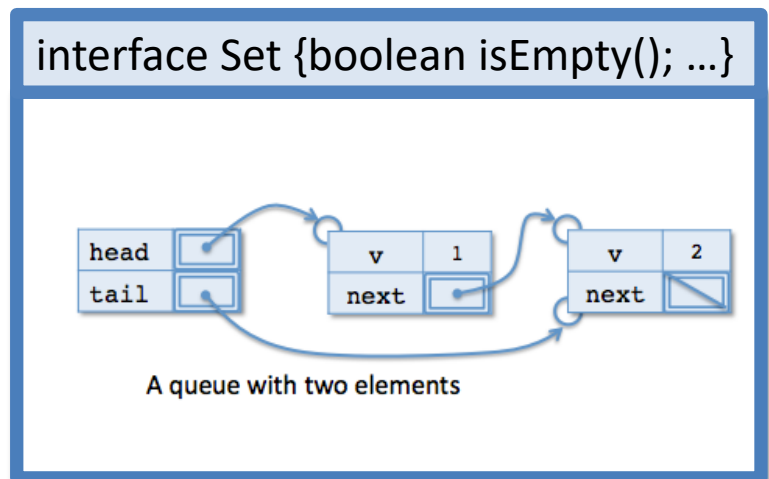 interface Set {boolean isEmpty(); …}
head
tail
v 1
next
v 2
next
A queue with two elements